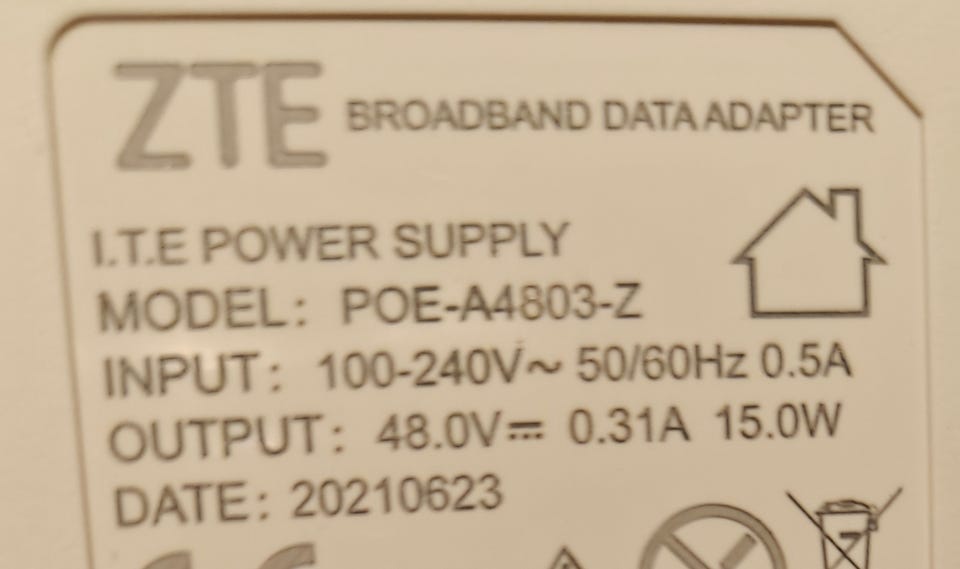 ZTE BROADBAND DATA ADAPTER
I.T.E POWER SUPPLY
MODEL: POE-A4803-Z
INPUT: 100-240V~ 50/60Hz 0.5A
OUTPUT: 48.0V⎓ 0.31A 15.0W
DATE: 20210623